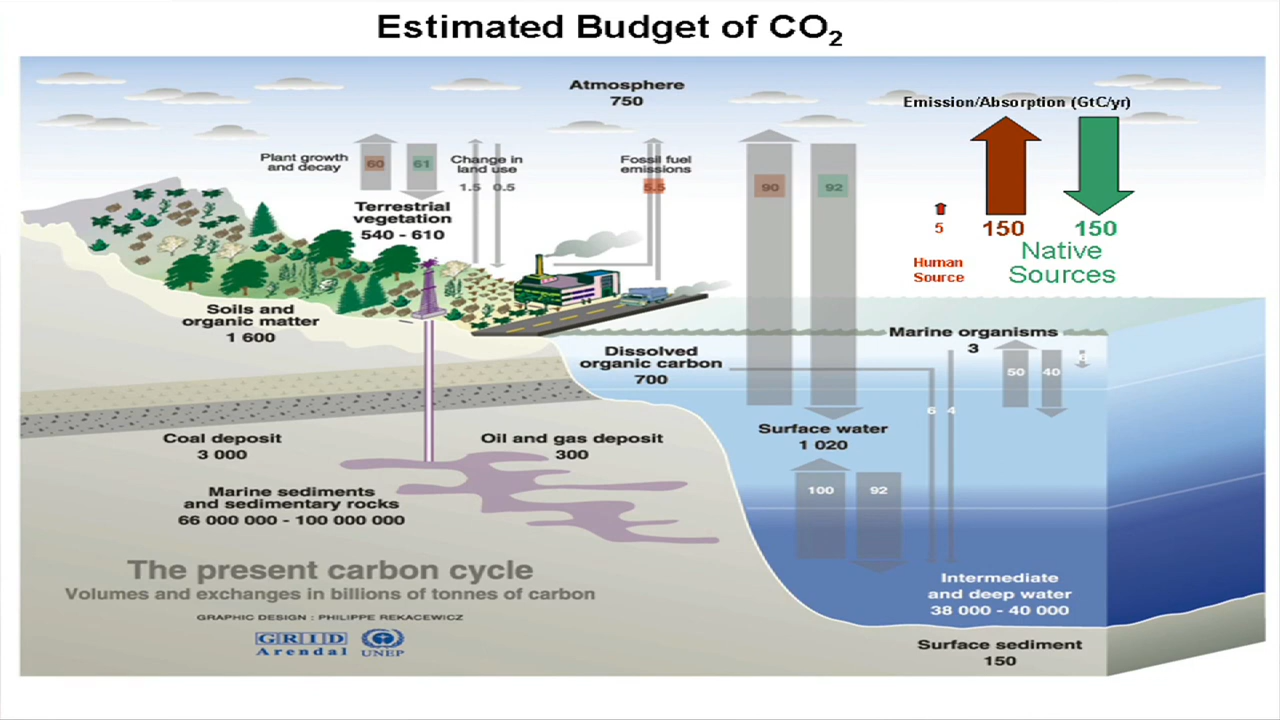 Estimated Budget of CO₂
Atmosphere
750
Emission/Absorption (GtC/yr)
Plant growth
and decay
60
61
Change in
land use
1.5 0.5
Fossil fuel
emissions
5.5
90
92
5
150
150
Human
Source
Native
Sources
Terrestrial
vegetation
540 - 610
Soils and
organic matter
1 600
Dissolved
organic carbon
700
Marine organisms
3
50
40
6 4
Surface water
1 020
100
92
Coal deposit
3 000
Oil and gas deposit
300
Marine sediments
and sedimentary rocks
66 000 000 - 100 000 000
The present carbon cycle
Volumes and exchanges in billions of tonnes of carbon
GRAPHIC DESIGN : PHILIPPE REKACEWICZ
GRID
Arendal
UNEP
Intermediate
and deep water
38 000 - 40 000
Surface sediment
150